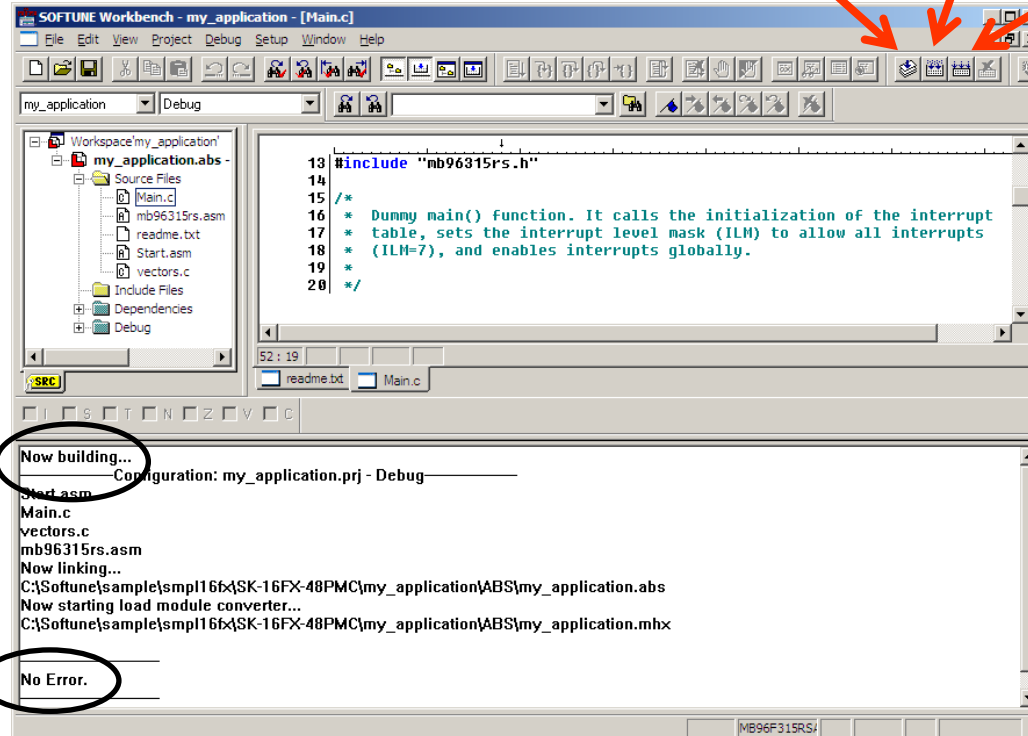 SOFTUNE Workbench - my_application - [Main.c]
File Edit View Project Debug Setup Window Help
my_application Debug
Workspace'my_application'
my_application.abs -
Source Files
Main.c
mb96315rs.asm
readme.txt
Start.asm
vectors.c
Include Files
Dependencies
Debug
SRC
13 #include "mb96315rs.h"
14
15 /*
16 * Dummy main() function. It calls the initialization of the interrupt
17 * table, sets the interrupt level mask (ILM) to allow all interrupts
18 * (ILM=7), and enables interrupts globally.
19 *
20 */
52 : 19
readme.txt Main.c
I S T N Z V C
Now building...
Configuration: my_application.prj - Debug
Start.asm
Main.c
vectors.c
mb96315rs.asm
Now linking...
C:\Softune\sample\smpl16fx\SK-16FX-48PMC\my_application\ABS\my_application.abs
Now starting load module converter...
C:\Softune\sample\smpl16fx\SK-16FX-48PMC\my_application\ABS\my_application.mhx
No Error.
MB96F315RS